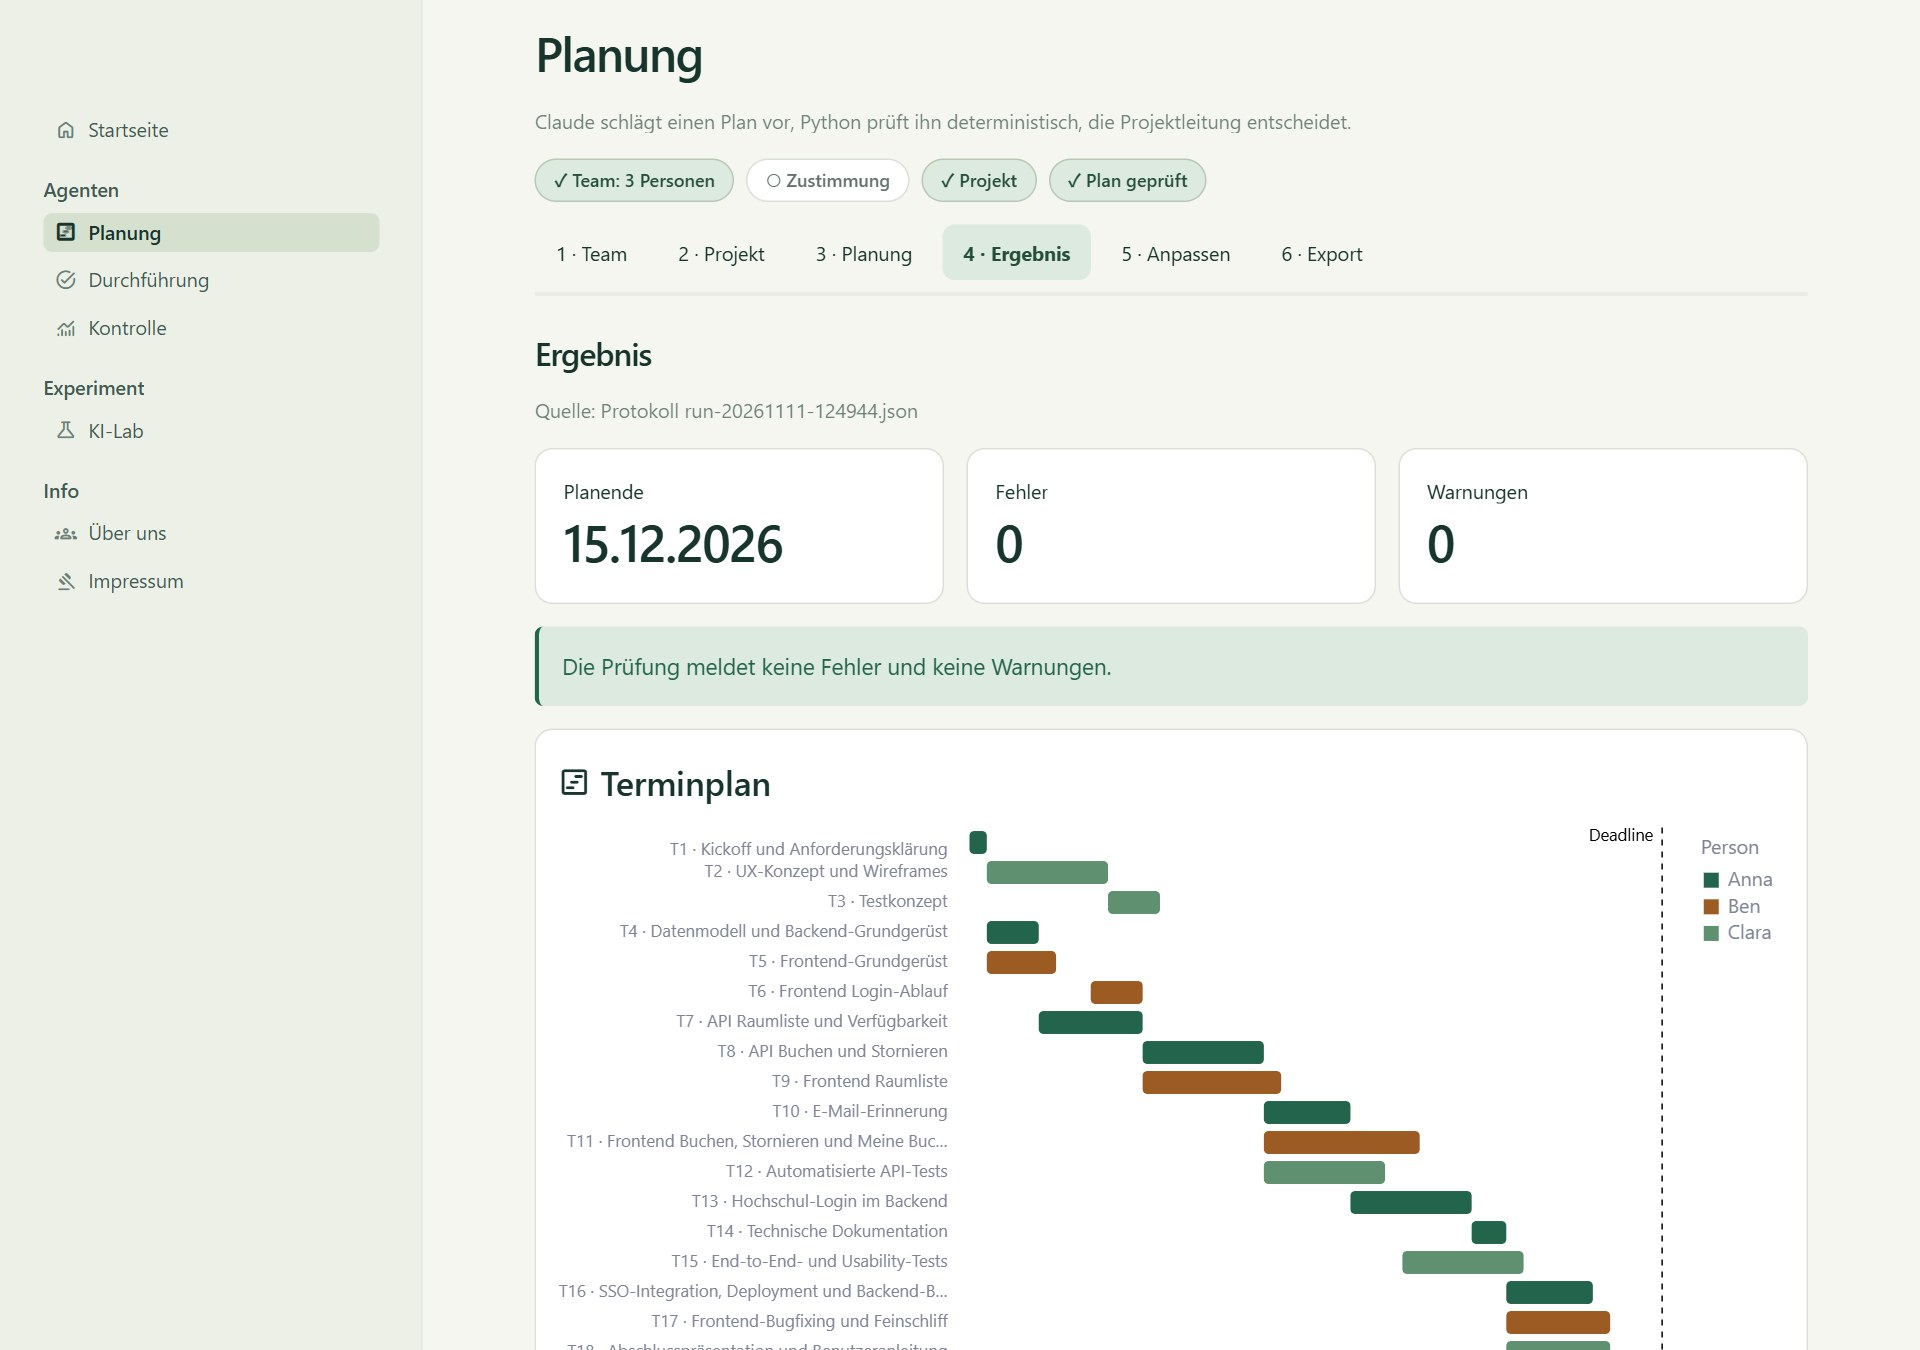 Startseite
Agenten
Planung
Durchführung
Kontrolle
Experiment
KI-Lab
Info
Über uns
Impressum
Planung
Claude schlägt einen Plan vor, Python prüft ihn deterministisch, die Projektleitung entscheidet.
✓ Team: 3 Personen
○ Zustimmung
✓ Projekt
✓ Plan geprüft
1 · Team
2 · Projekt
3 · Planung
4 · Ergebnis
5 · Anpassen
6 · Export
Ergebnis
Quelle: Protokoll run-20261111-124944.json
Planende
15.12.2026
Fehler
0
Warnungen
0
Die Prüfung meldet keine Fehler und keine Warnungen.
Terminplan
Deadline
T1 · Kickoff und Anforderungsklärung
T2 · UX-Konzept und Wireframes
T3 · Testkonzept
T4 · Datenmodell und Backend-Grundgerüst
T5 · Frontend-Grundgerüst
T6 · Frontend Login-Ablauf
T7 · API Raumliste und Verfügbarkeit
T8 · API Buchen und Stornieren
T9 · Frontend Raumliste
T10 · E-Mail-Erinnerung
T11 · Frontend Buchen, Stornieren und Meine Buc...
T12 · Automatisierte API-Tests
T13 · Hochschul-Login im Backend
T14 · Technische Dokumentation
T15 · End-to-End- und Usability-Tests
T16 · SSO-Integration, Deployment und Backend-B...
T17 · Frontend-Bugfixing und Feinschliff
T18 · Abschlusspräsentation und Benutzeranleitung
Person
Anna
Ben
Clara